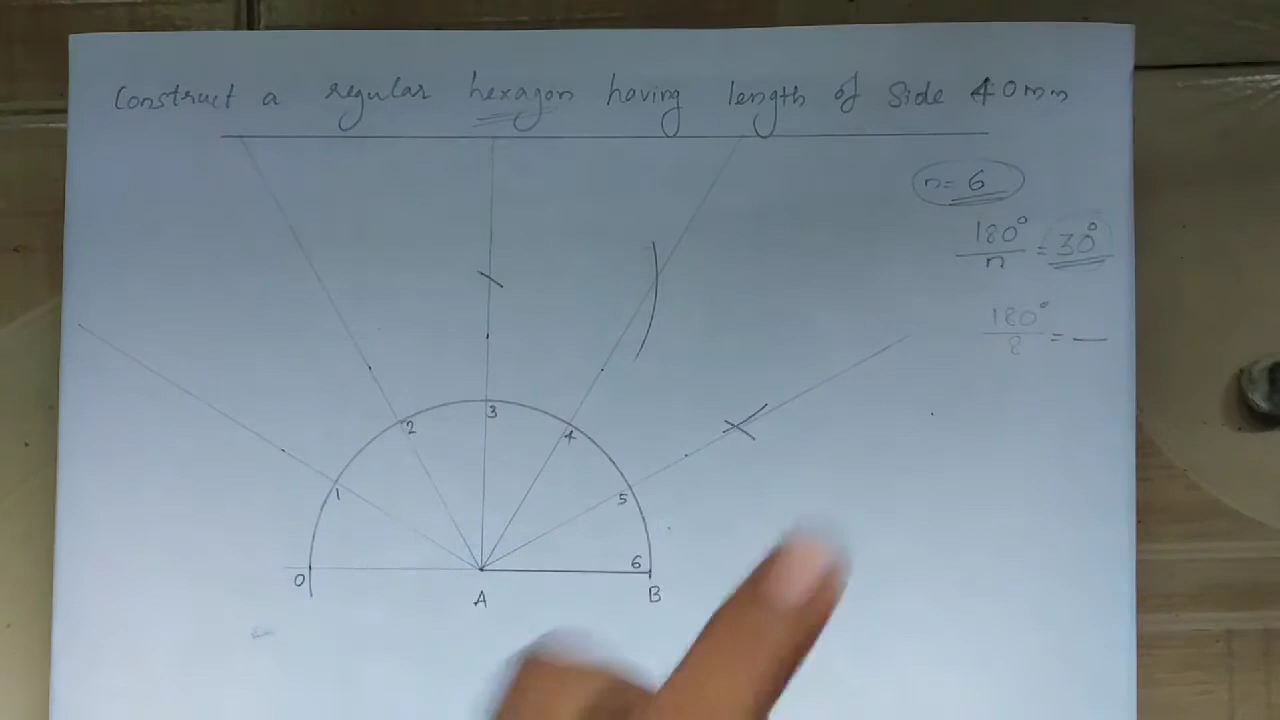 Construct a regular hexagon having length of side 40mm
n= 6
180°
n = 30°
180°
8 =
3
2
4
1
5
6
0
A
B